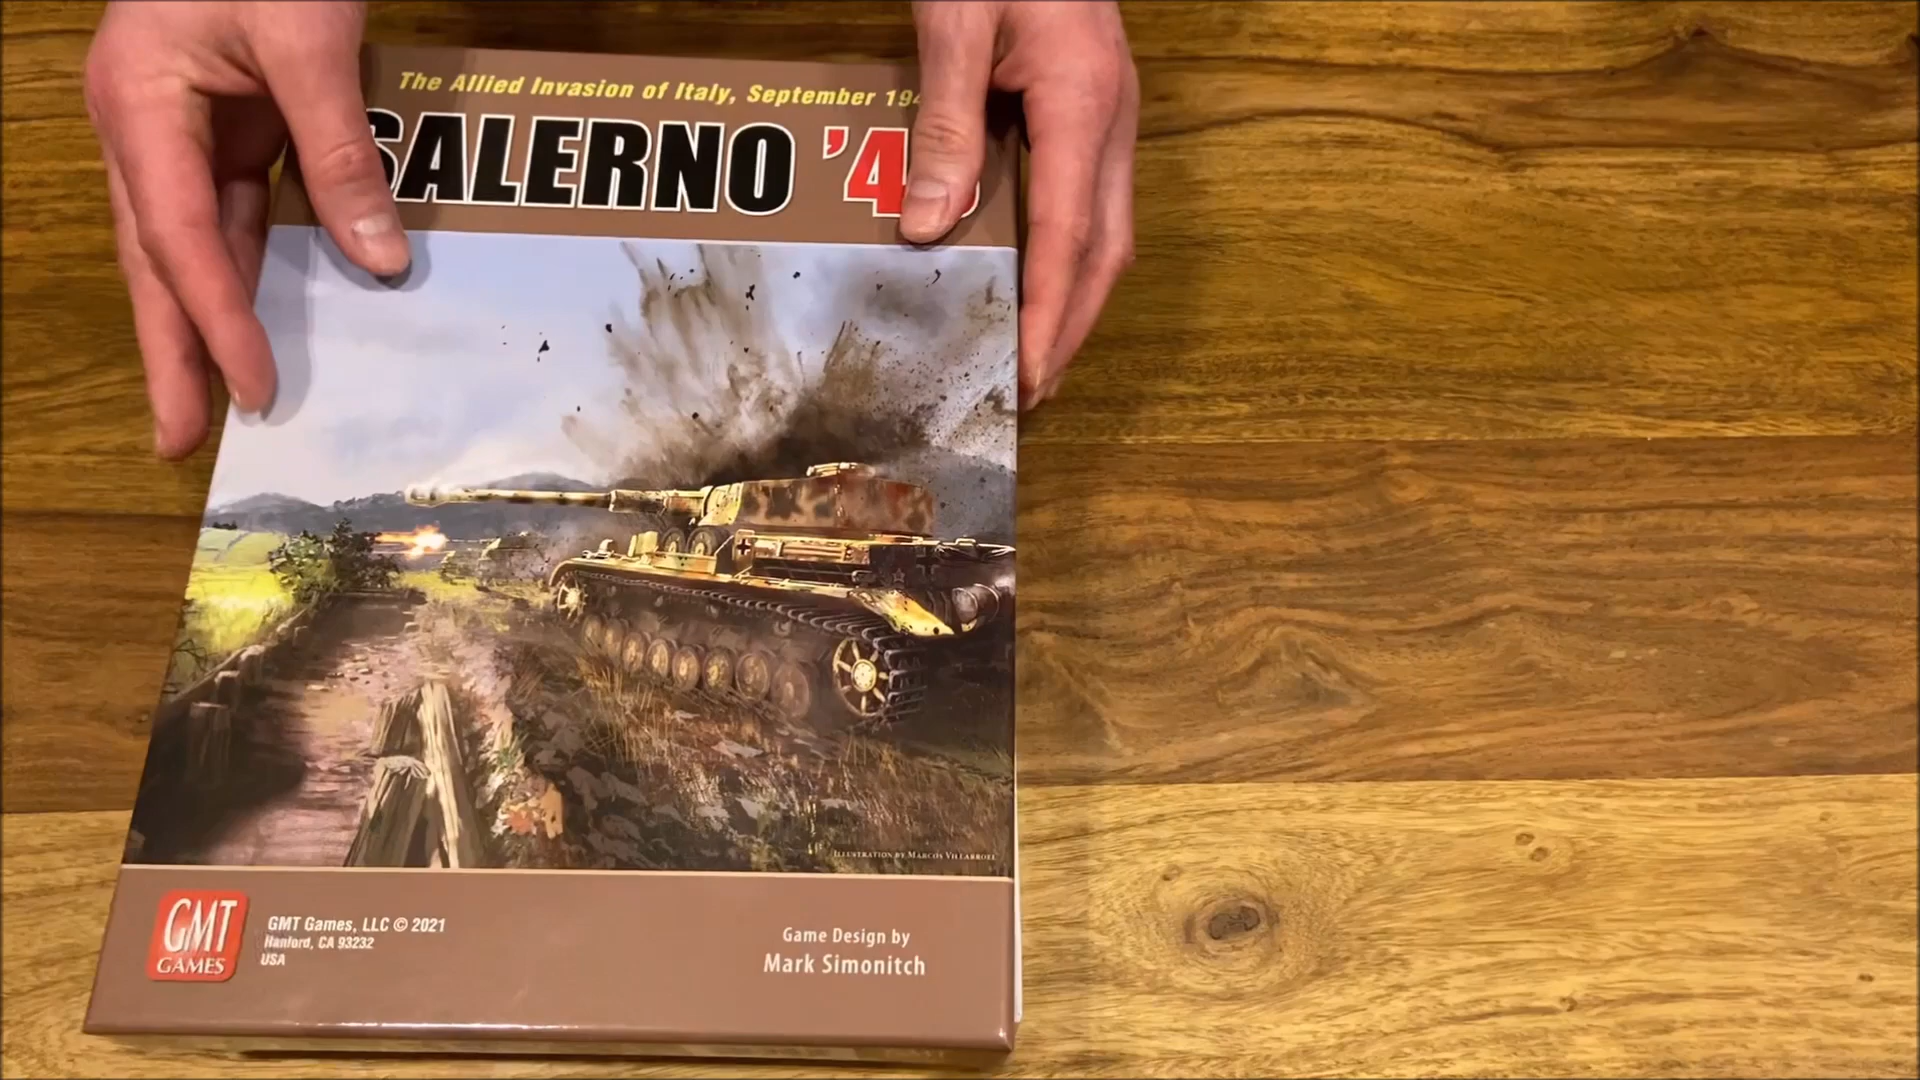 The Allied Invasion of Italy, September 194
SALERNO '4
ILLUSTRATION BY MARCOS VILLARROEL
GMT
GAMES
GMT Games, LLC © 2021
Hanford, CA 93232
USA
Game Design by
Mark Simonitch